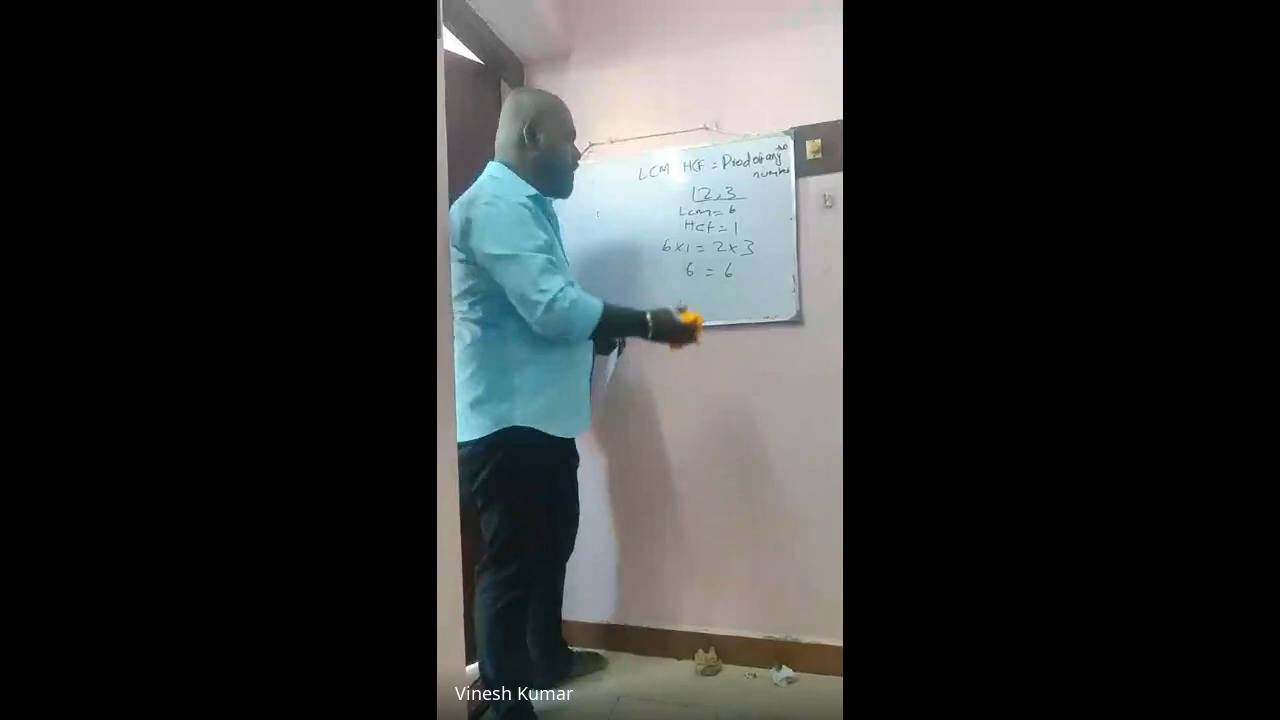 LCM HCF = Prod of any two
number
2, 3
Lcm = 6
HCF = 1
6 x 1 = 2 x 3
6 = 6
Vinesh Kumar